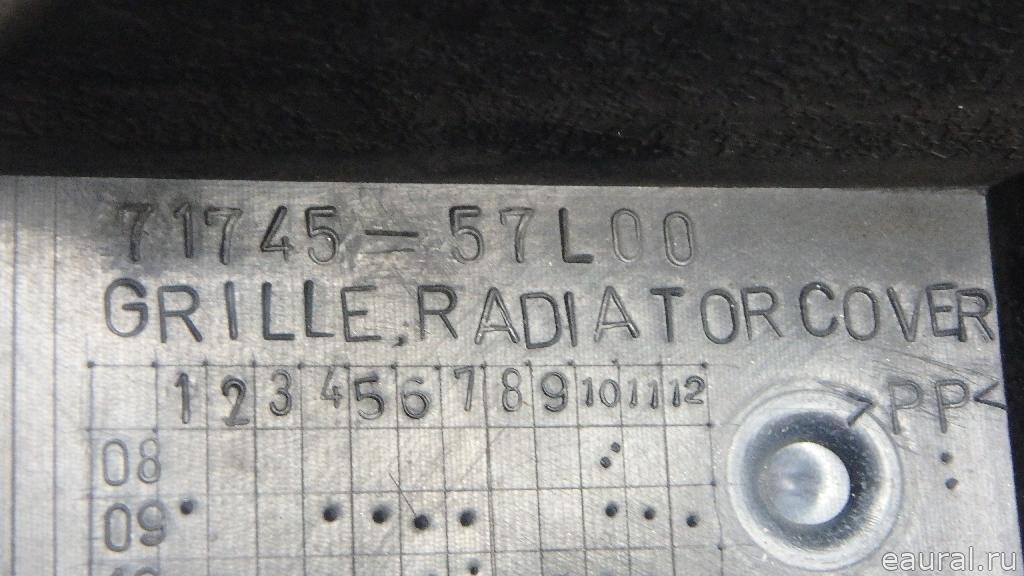 71745-57L00
GRILLE, RADIATOR COVER
1 2 3 4 5 6 7 8 9 10 11 12
>PP<
08
09
eaural.ru